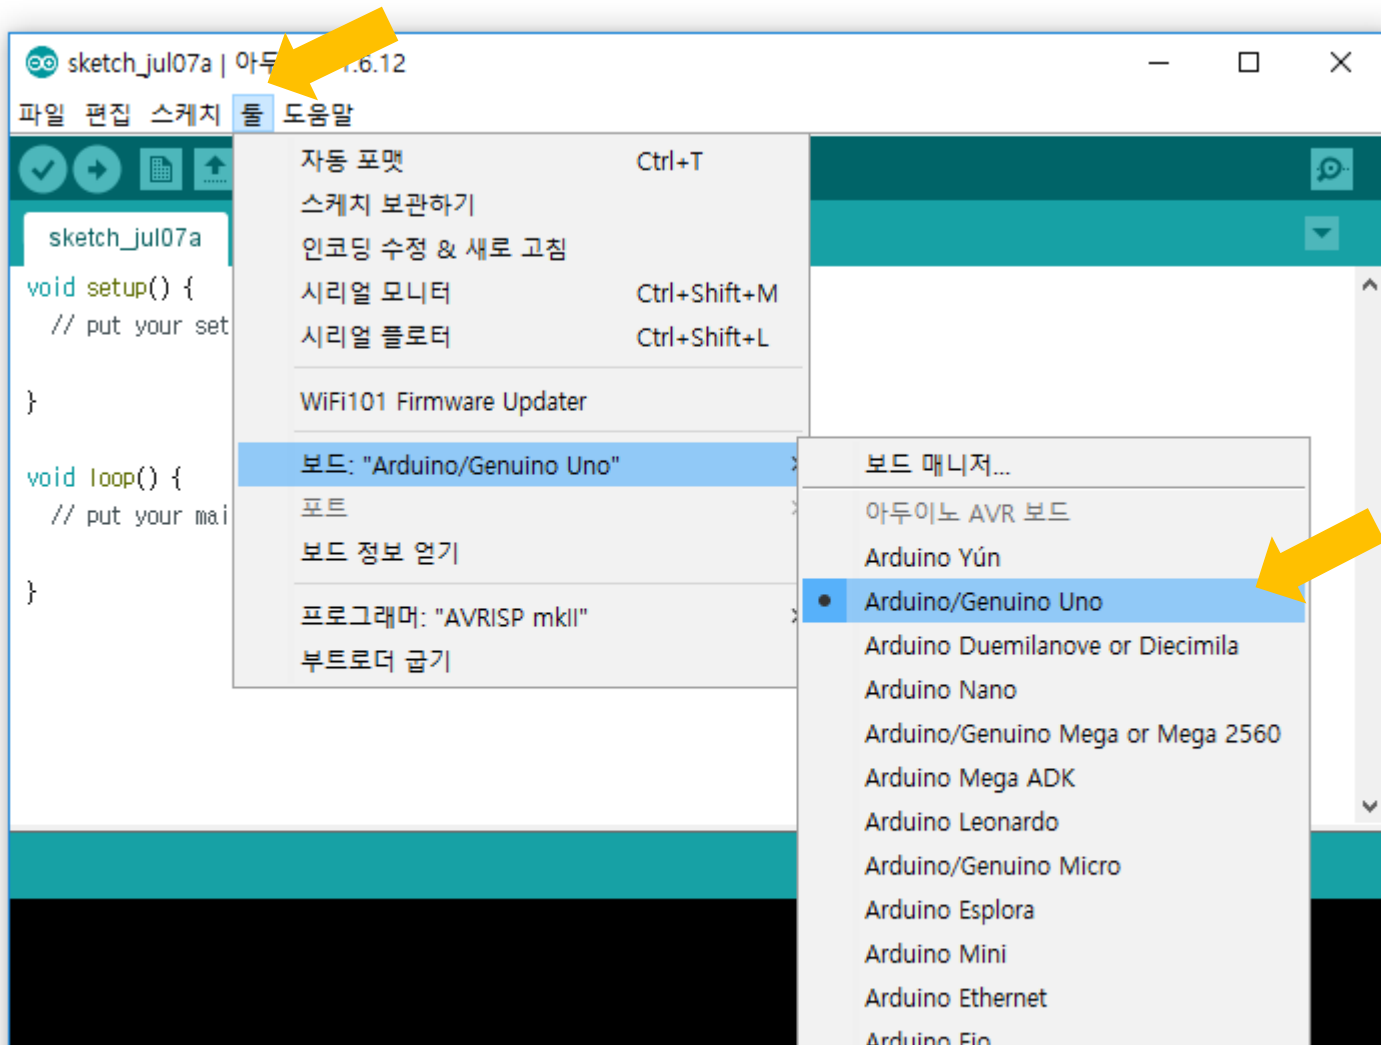 sketch_jul07a | 아두 1.6.12
파일 편집 스케치 툴 도움말
sketch_jul07a
void setup() {
// put your set
}
void loop() {
// put your mai
}
자동 포맷 Ctrl+T
스케치 보관하기
인코딩 수정 & 새로 고침
시리얼 모니터 Ctrl+Shift+M
시리얼 플로터 Ctrl+Shift+L
WiFi101 Firmware Updater
보드: "Arduino/Genuino Uno"
포트
보드 정보 얻기
프로그래머: "AVRISP mkII"
부트로더 굽기
보드 매니저...
아두이노 AVR 보드
Arduino Yún
Arduino/Genuino Uno
Arduino Duemilanove or Diecimila
Arduino Nano
Arduino/Genuino Mega or Mega 2560
Arduino Mega ADK
Arduino Leonardo
Arduino/Genuino Micro
Arduino Esplora
Arduino Mini
Arduino Ethernet
Arduino Fio